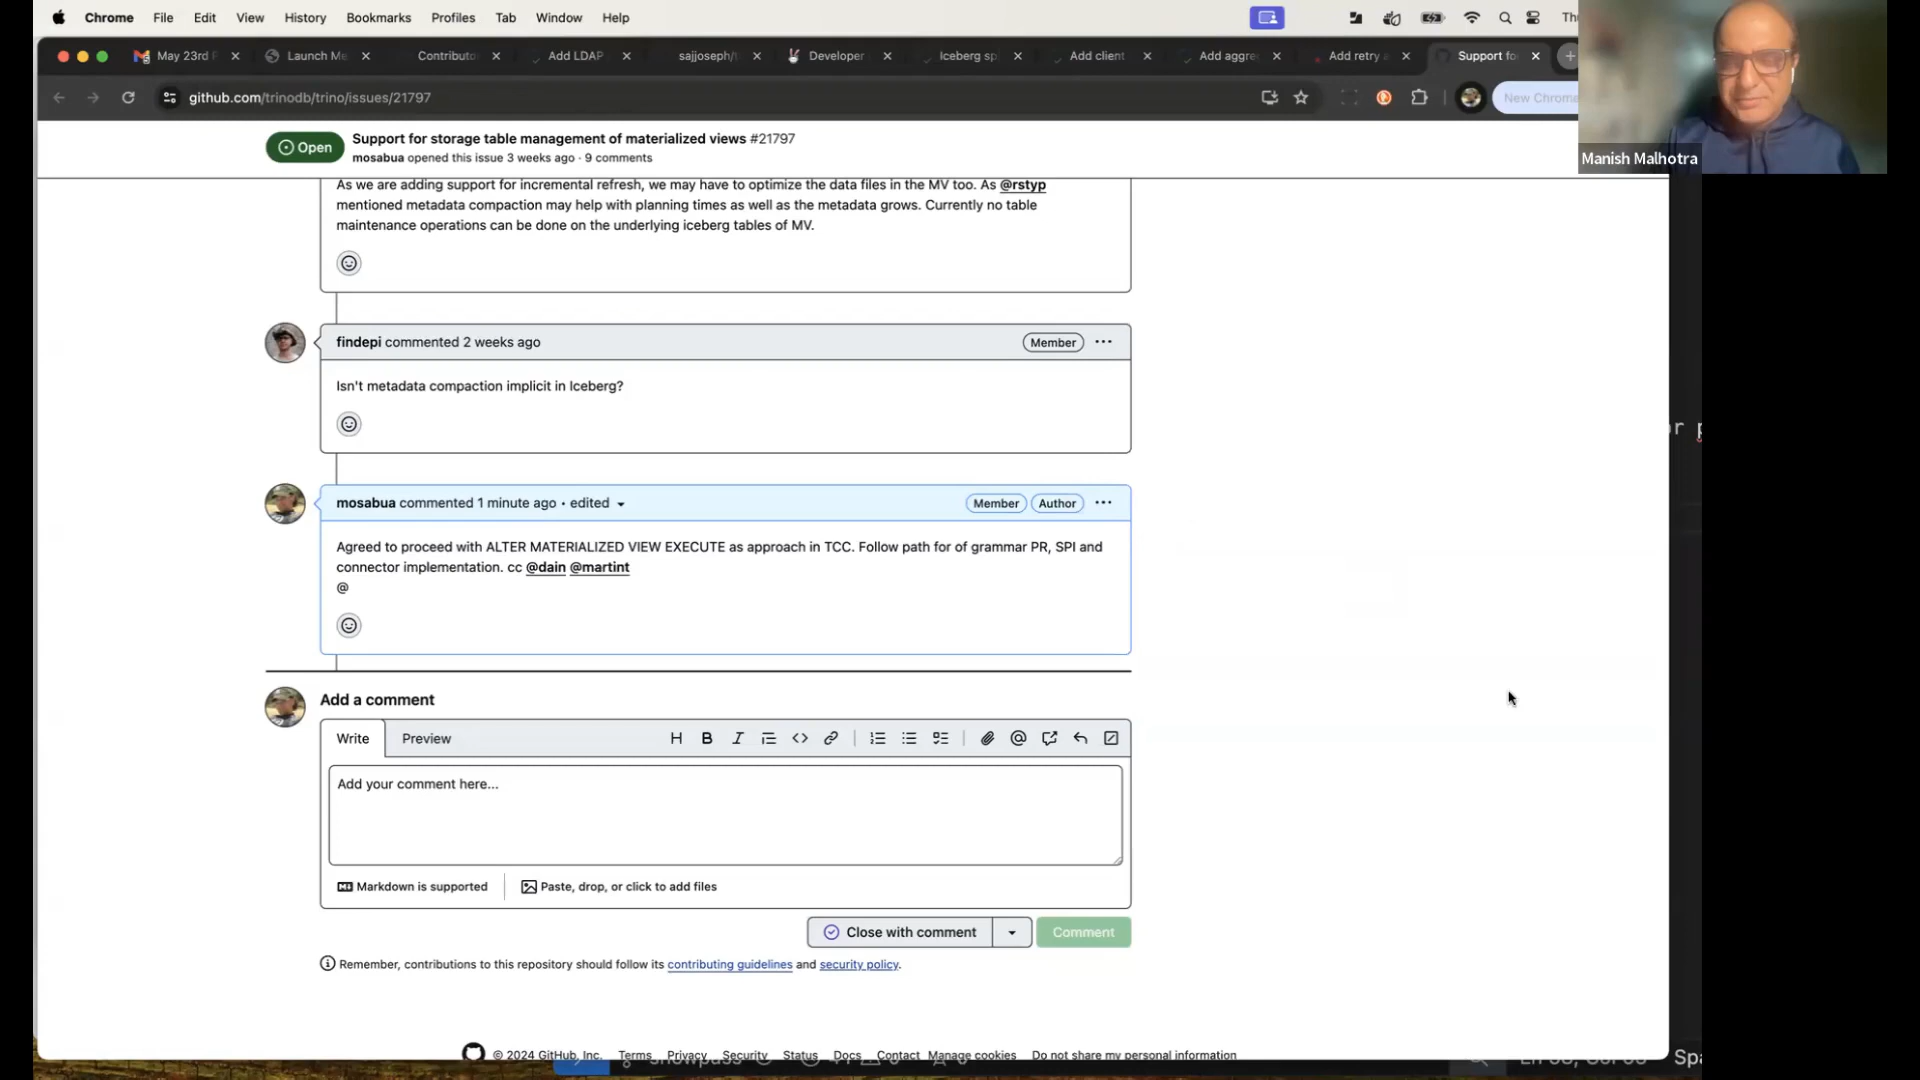 Chrome File Edit View History Bookmarks Profiles Tab Window Help
May 23rd
Launch Me
Contributo
Add LDAP
sajjoseph/
Developer
Iceberg sp
Add client
Add aggre
Add retry
Support fo
github.com/trinodb/trino/issues/21797
New Chrome
Manish Malhotra
Open
Support for storage table management of materialized views #21797
mosabua opened this issue 3 weeks ago · 9 comments
As we are adding support for incremental refresh, we may have to optimize the data files in the MV too. As @rstyp
mentioned metadata compaction may help with planning times as well as the metadata grows. Currently no table
maintenance operations can be done on the underlying iceberg tables of MV.
findepi commented 2 weeks ago
Member
Isn't metadata compaction implicit in Iceberg?
mosabua commented 1 minute ago • edited
Member Author
Agreed to proceed with ALTER MATERIALIZED VIEW EXECUTE as approach in TCC. Follow path for of grammar PR, SPI and
connector implementation. cc @dain @martint
@
Add a comment
Write Preview
Add your comment here...
Markdown is supported
Paste, drop, or click to add files
Close with comment
Comment
Remember, contributions to this repository should follow its contributing guidelines and security policy.
© 2024 GitHub, Inc. Terms Privacy Security Status Docs Contact Manage cookies Do not share my personal information